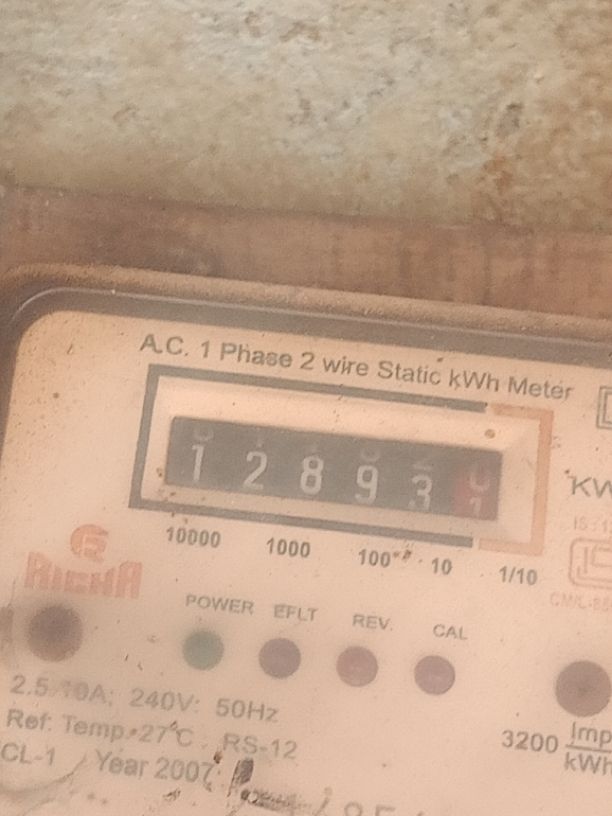 A.C. 1 Phase 2 wire Static kWh Meter
1 2 8 9 3
KW
10000 1000 100 10 1/10
RICHA
POWER EFLT REV. CAL
2.5/10A; 240V: 50Hz
Ref: Temp. 27°C RS-12
3200 Imp
kWh
CL-1 Year 2007